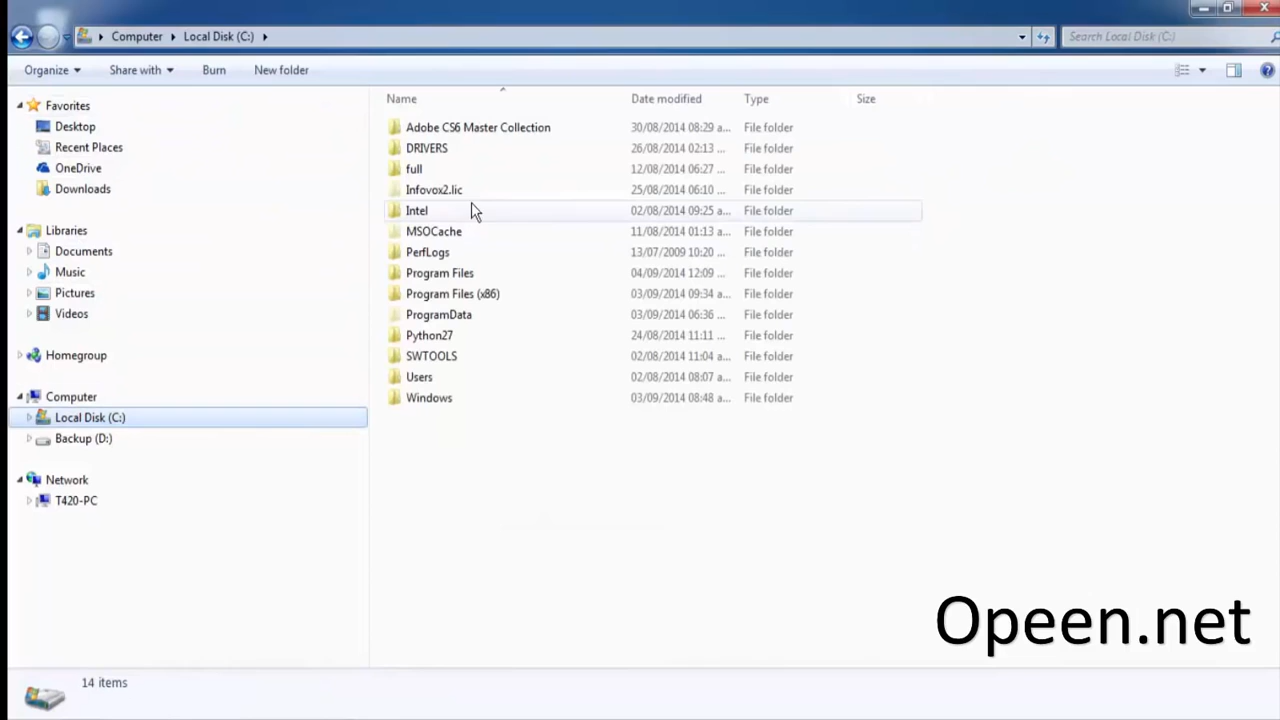 Computer Local Disk (C:)
Search Local Disk (C:)
Organize Share with Burn New folder
Name Date modified Type Size
Favorites
Desktop
Recent Places
OneDrive
Downloads
Libraries
Documents
Music
Pictures
Videos
Homegroup
Computer
Local Disk (C:)
Backup (D:)
Network
T420-PC
Adobe CS6 Master Collection 30/08/2014 08:29 a... File folder
DRIVERS 26/08/2014 02:13 ... File folder
full 12/08/2014 06:27 ... File folder
Infovox2.lic 25/08/2014 06:10 ... File folder
Intel 02/08/2014 09:25 a... File folder
MSOCache 11/08/2014 01:13 a... File folder
PerfLogs 13/07/2009 10:20 ... File folder
Program Files 04/09/2014 12:09 ... File folder
Program Files (x86) 03/09/2014 09:34 a... File folder
ProgramData 03/09/2014 06:36 ... File folder
Python27 24/08/2014 11:11 ... File folder
SWTOOLS 02/08/2014 11:04 a... File folder
Users 02/08/2014 08:07 a... File folder
Windows 03/09/2014 08:48 a... File folder
Opeen.net
14 items